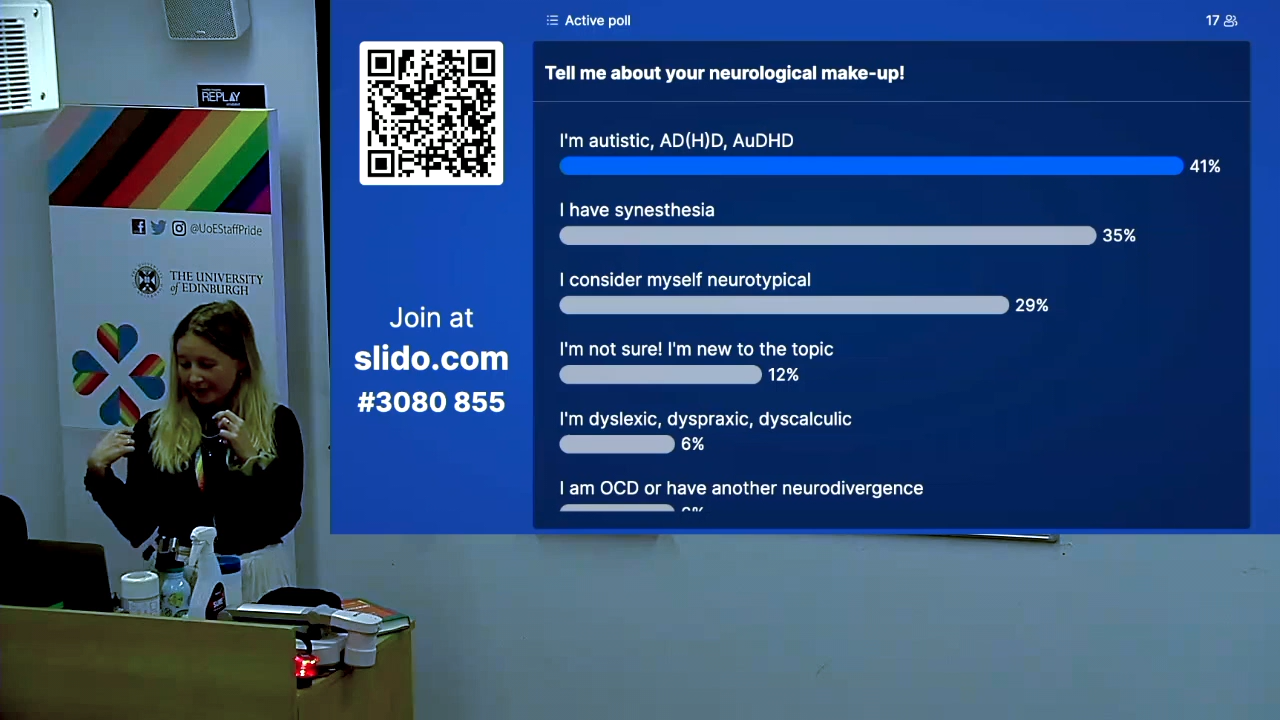 Active poll
17
Tell me about your neurological make-up!
I'm autistic, AD(H)D, AuDHD
41%
I have synesthesia
35%
I consider myself neurotypical
29%
I'm not sure! I'm new to the topic
12%
I'm dyslexic, dyspraxic, dyscalculic
6%
I am OCD or have another neurodivergence
6%
Join at
slido.com
#3080 855
REPLAY
@UoEStaffPride
THE UNIVERSITY
of EDINBURGH